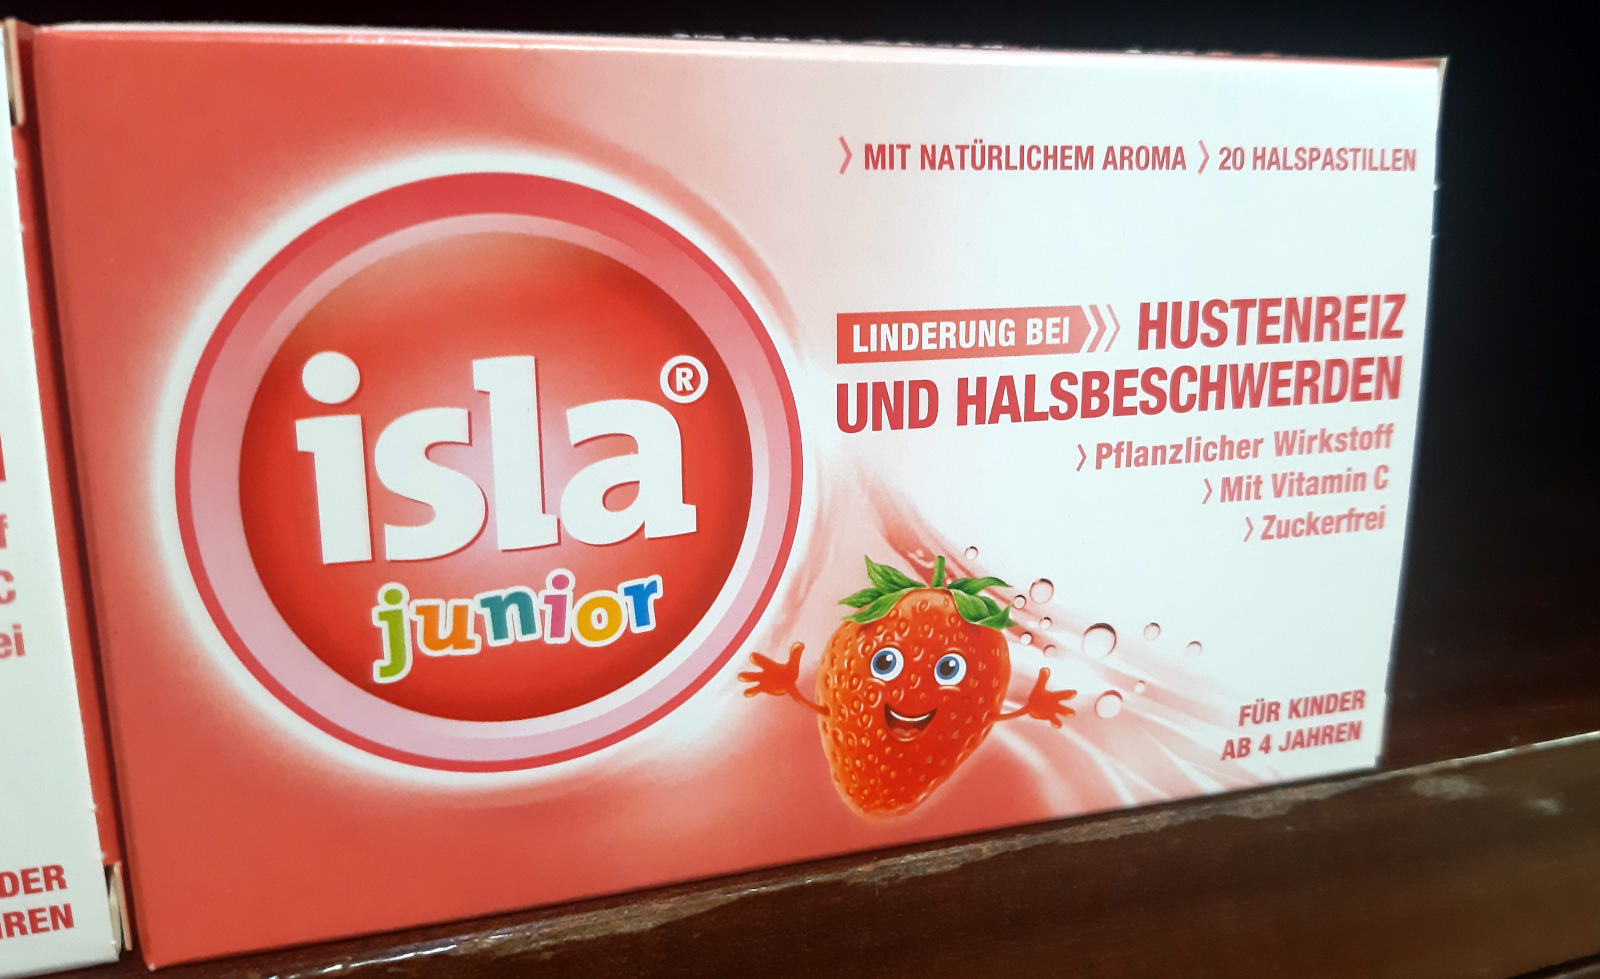 MIT NATÜRLICHEM AROMA 20 HALSPASTILLEN
isla®
junior
LINDERUNG BEI HUSTENREIZ
UND HALSBESCHWERDEN
Pflanzlicher Wirkstoff
Mit Vitamin C
Zuckerfrei
FÜR KINDER
AB 4 JAHREN